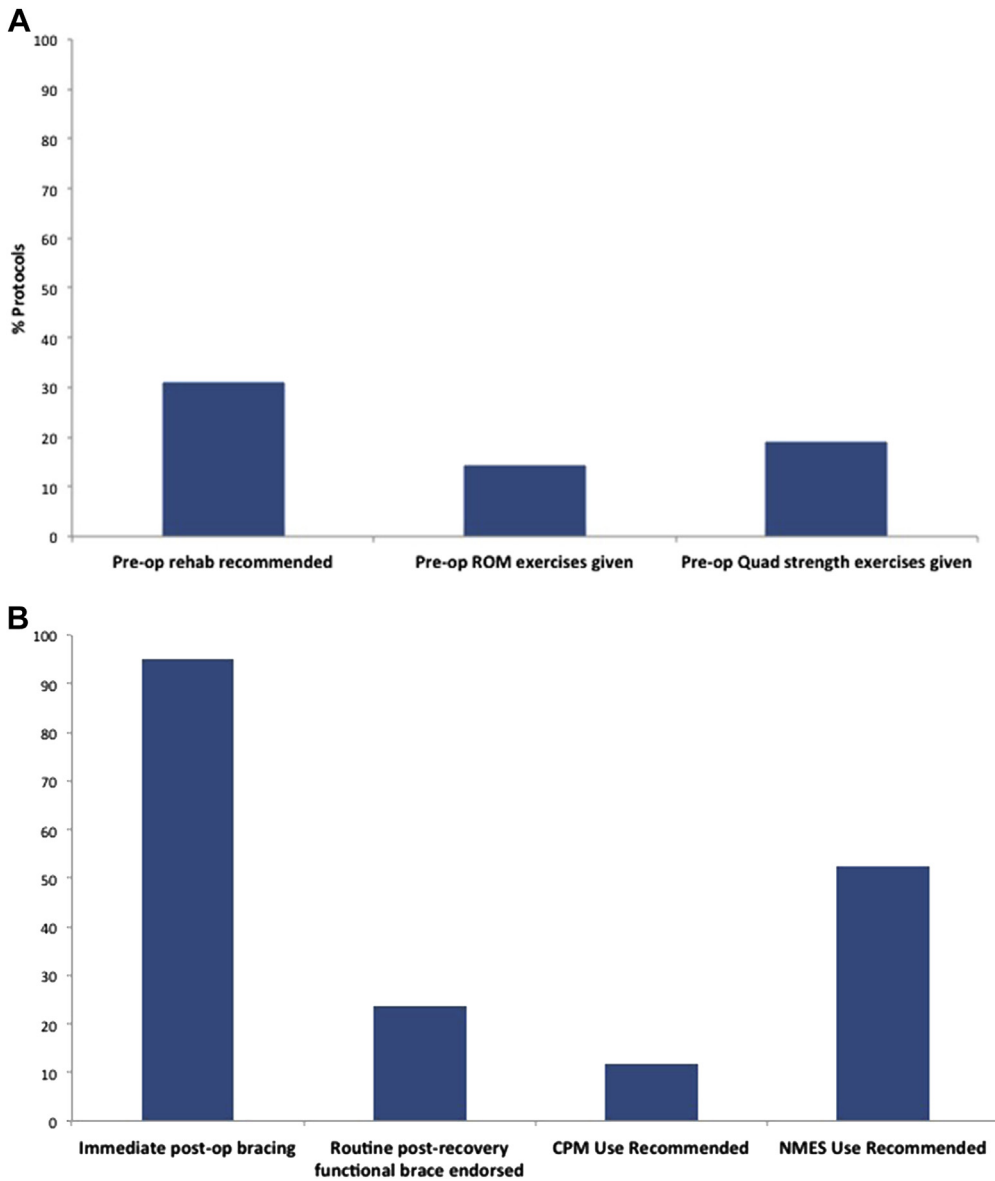 A
100
90
80
70
60
50
40
30
20
10
0
% Protocols
Pre-op rehab recommended
Pre-op ROM exercises given
Pre-op Quad strength exercises given
B
100
90
80
70
60
50
40
30
20
10
0
Immediate post-op bracing
Routine post-recovery
functional brace endorsed
CPM Use Recommended
NMES Use Recommended